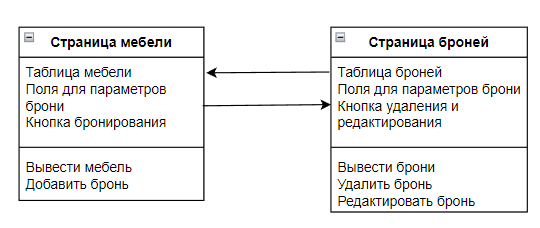 Страница мебели
Таблица мебели
Поля для параметров
брони
Кнопка бронирования
Вывести мебель
Добавить бронь
Страница броней
Таблица броней
Поля для параметров брони
Кнопка удаления и
редактирования
Вывести брони
Удалить бронь
Редактировать бронь